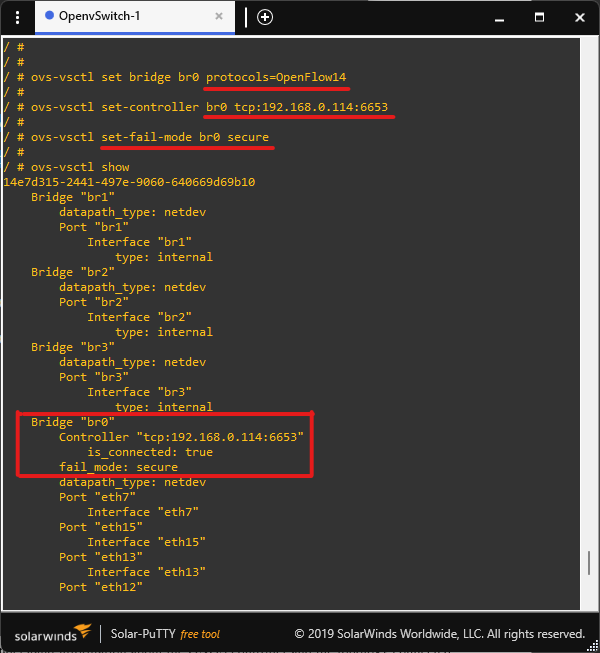 OpenvSwitch-1
/ #
/ #
/ # ovs-vsctl set bridge br0 protocols=OpenFlow14
/ #
/ # ovs-vsctl set-controller br0 tcp:192.168.0.114:6653
/ #
/ # ovs-vsctl set-fail-mode br0 secure
/ #
/ # ovs-vsctl show
14e7d315-2441-497e-9060-640669d69b10
    Bridge "br1"
        datapath_type: netdev
        Port "br1"
            Interface "br1"
                type: internal
    Bridge "br2"
        datapath_type: netdev
        Port "br2"
            Interface "br2"
                type: internal
    Bridge "br3"
        datapath_type: netdev
        Port "br3"
            Interface "br3"
                type: internal
    Bridge "br0"
        Controller "tcp:192.168.0.114:6653"
            is_connected: true
        fail_mode: secure
        datapath_type: netdev
        Port "eth7"
            Interface "eth7"
        Port "eth15"
            Interface "eth15"
        Port "eth13"
            Interface "eth13"
        Port "eth12"
solarwinds Solar-PuTTY free tool © 2019 SolarWinds Worldwide, LLC. All rights reserved.